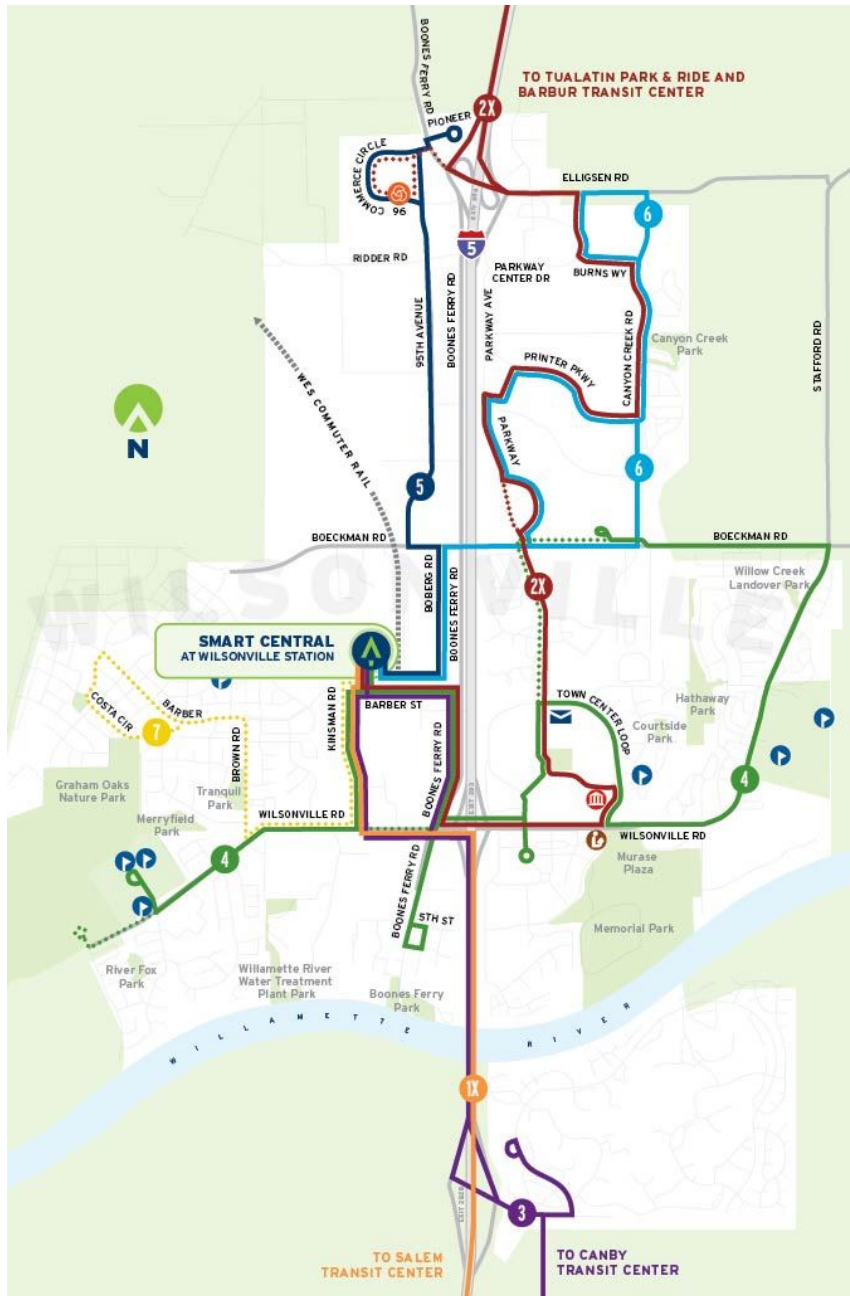 BOONES FERRY RD
TO TUALATIN PARK & RIDE AND
BARBUR TRANSIT CENTER
2X
PIONEER
COMMERCE CIRCLE
96
ELLIGSEN RD
6
5
RIDDER RD
PARKWAY
CENTER DR
BURNS WY
95TH AVENUE
BOONES FERRY RD
PARKWAY AVE
CANYON CREEK RD
STAFFORD RD
Canyon Creek
Park
PRINTER PKWY
WES COMMUTER RAIL
N
PARKWAY
5
6
BOECKMAN RD
BOECKMAN RD
BOBERG RD
BOONES FERRY RD
Willow Creek
Landover Park
WILSONVILLE
2X
SMART CENTRAL
AT WILSONVILLE STATION
KINSMAN RD
BARBER ST
COSTA CIR
BARBER
7
BROWN RD
TOWN CENTER LOOP
Hathaway
Park
Courtside
Park
BOONES FERRY RD
4
Graham Oaks
Nature Park
Tranquil
Park
Merryfield
Park
WILSONVILLE RD
EXIT 283
WILSONVILLE RD
4
BOONES FERRY RD
Murase
Plaza
5TH ST
Memorial Park
River Fox
Park
Willamette River
Water Treatment
Plant Park
Boones Ferry
Park
WILLAMETTE RIVER
1X
3
TO SALEM
TRANSIT CENTER
TO CANBY
TRANSIT CENTER